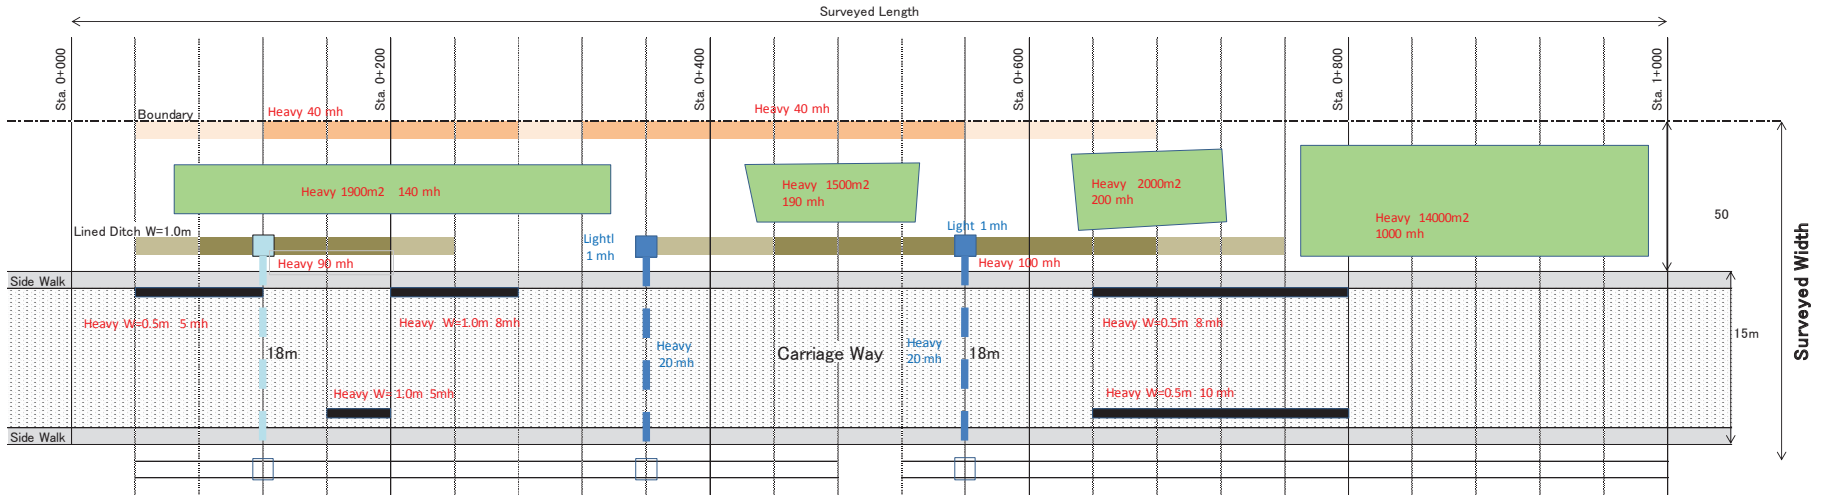 Surveyed Length
Sta. 0+000
Sta. 0+200
Sta. 0+400
Sta. 0+600
Sta. 0+800
Sta. 1+000
Boundary
Heavy 40 mh
Heavy 40 mh
Heavy 1900m2 140 mh
Heavy 1500m2
190 mh
Heavy 2000m2
200 mh
Heavy 14000m2
1000 mh
50
Lined Ditch W=1.0m
Lightl
1 mh
Light 1 mh
Heavy 90 mh
Heavy 100 mh
Side Walk
Heavy W=0.5m 5 mh
Heavy W=1.0m 8mh
Heavy W=0.5m 8 mh
15m
Surveyed Width
18m
Heavy
20 mh
Carriage Way
Heavy
20 mh
18m
Heavy W= 1.0m 5mh
Heavy W=0.5m 10 mh
Side Walk